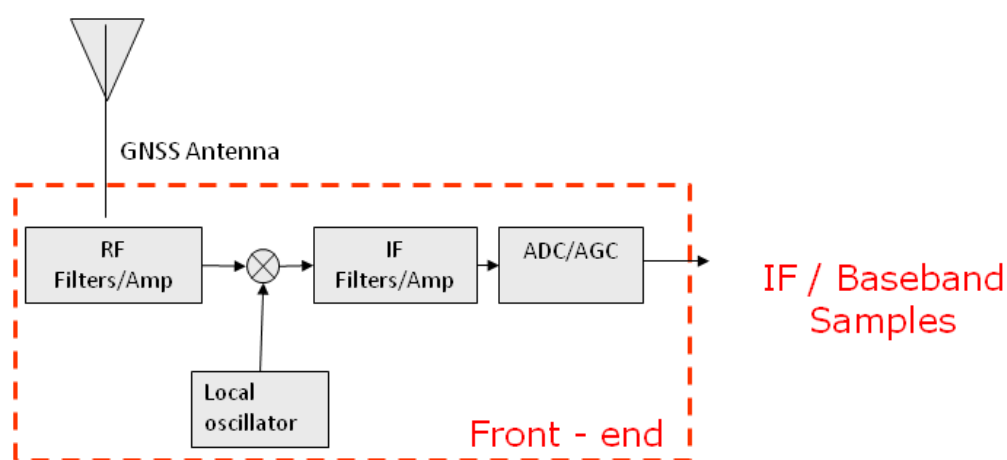 GNSS Antenna
RF
Filters/Amp
IF
Filters/Amp
ADC/AGC
IF / Baseband
Samples
Local
oscillator
Front - end